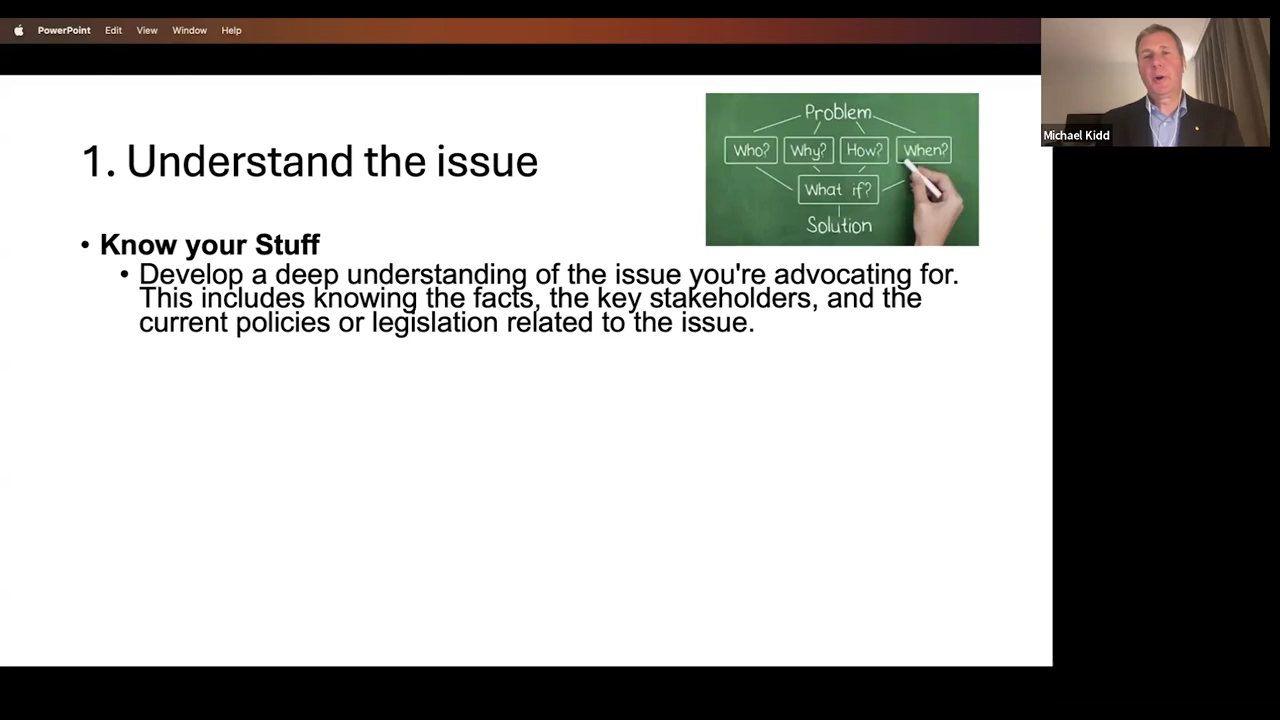 PowerPoint Edit View Window Help
Michael Kidd
1. Understand the issue
Problem
Who? Why? How? When?
What if?
Solution
• Know your Stuff
• Develop a deep understanding of the issue you're advocating for.
This includes knowing the facts, the key stakeholders, and the
current policies or legislation related to the issue.